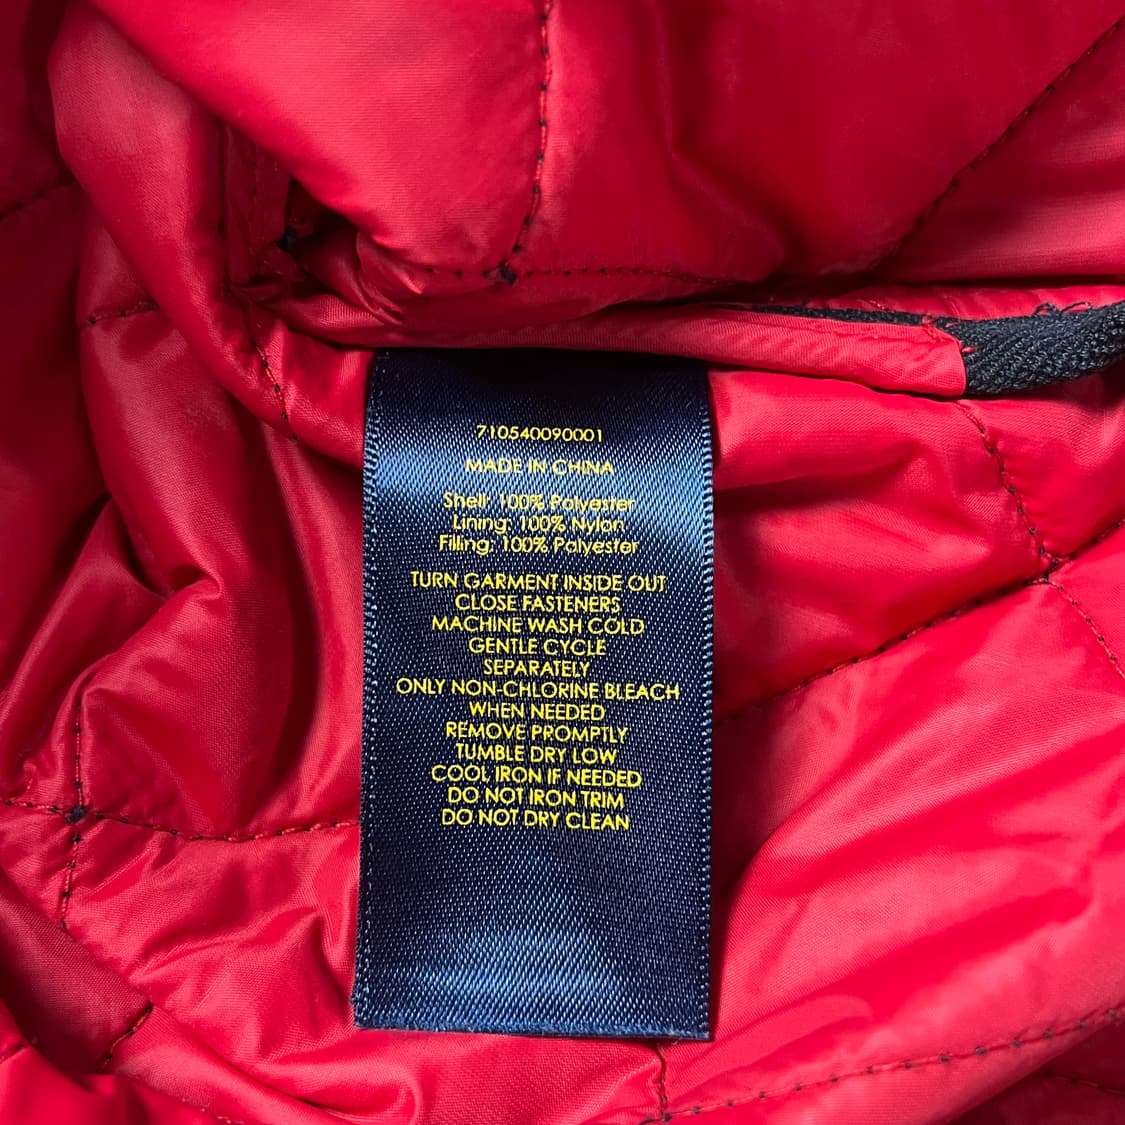 710540090001
MADE IN CHINA
Shell: 100% Polyester
Lining: 100% Nylon
Filling: 100% Polyester
TURN GARMENT INSIDE OUT
CLOSE FASTENERS
MACHINE WASH COLD
GENTLE CYCLE
SEPARATELY
ONLY NON-CHLORINE BLEACH
WHEN NEEDED
REMOVE PROMPTLY
TUMBLE DRY LOW
COOL IRON IF NEEDED
DO NOT IRON TRIM
DO NOT DRY CLEAN